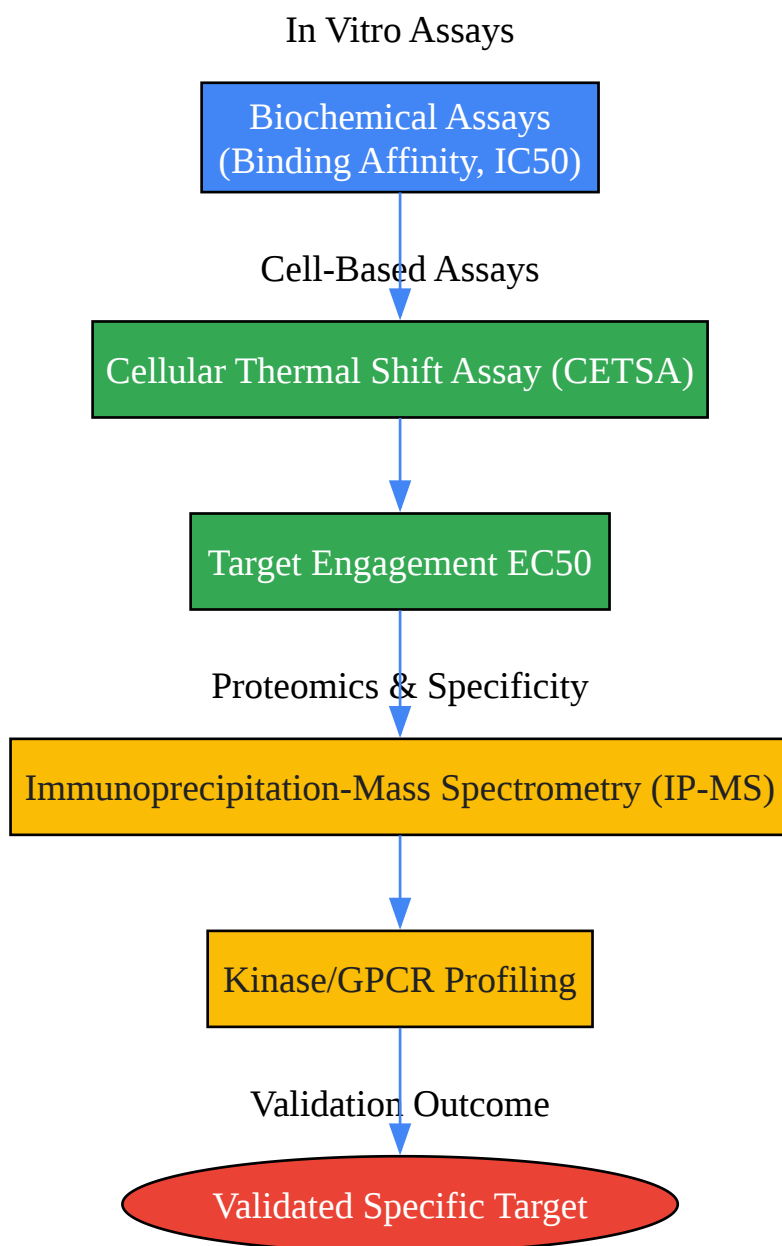 In Vitro Assays
Biochemical Assays
(Binding Affinity, IC50)
Cell-Based Assays
Cellular Thermal Shift Assay (CETSA)
Target Engagement EC50
Proteomics & Specificity
Immunoprecipitation-Mass Spectrometry (IP-MS)
Kinase/GPCR Profiling
Validation Outcome
Validated Specific Target